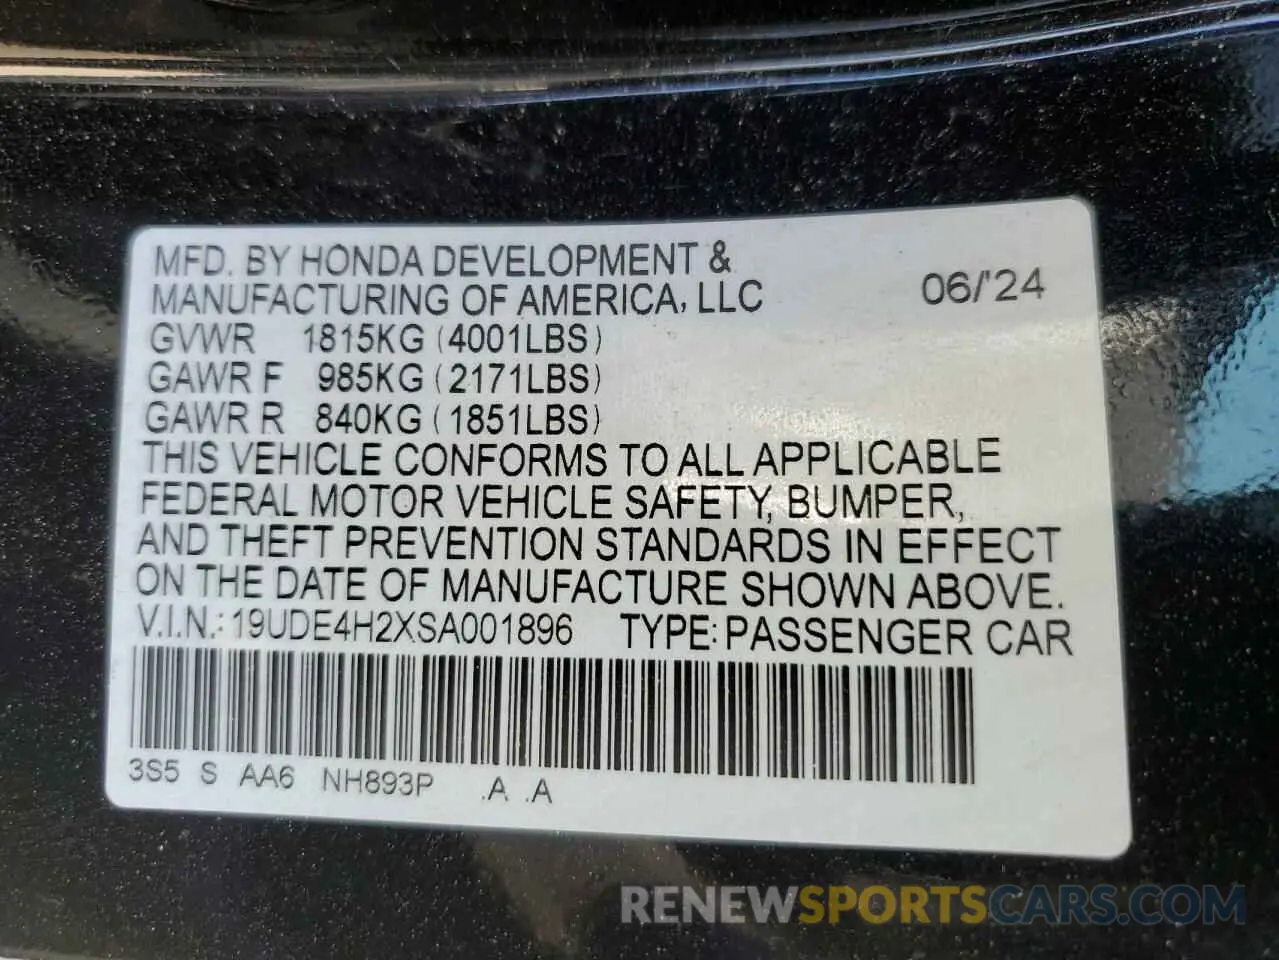 MFD. BY HONDA DEVELOPMENT &
MANUFACTURING OF AMERICA, LLC 06/'24
GVWR 1815KG (4001LBS)
GAWR F 985KG (2171LBS)
GAWR R 840KG (1851LBS)
THIS VEHICLE CONFORMS TO ALL APPLICABLE
FEDERAL MOTOR VEHICLE SAFETY, BUMPER,
AND THEFT PREVENTION STANDARDS IN EFFECT
ON THE DATE OF MANUFACTURE SHOWN ABOVE.
V.I.N.: 19UDE4H2XSA001896 TYPE: PASSENGER CAR
3S5 S AA6 NH893P .A .A
RENEWSPORTSCARS.COM